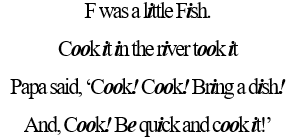 F was a little Fish.
Cook it in the river took it
Papa said, ‘Cook! Cook! Bring a dish!
And, Cook! Be quick and cook it!’